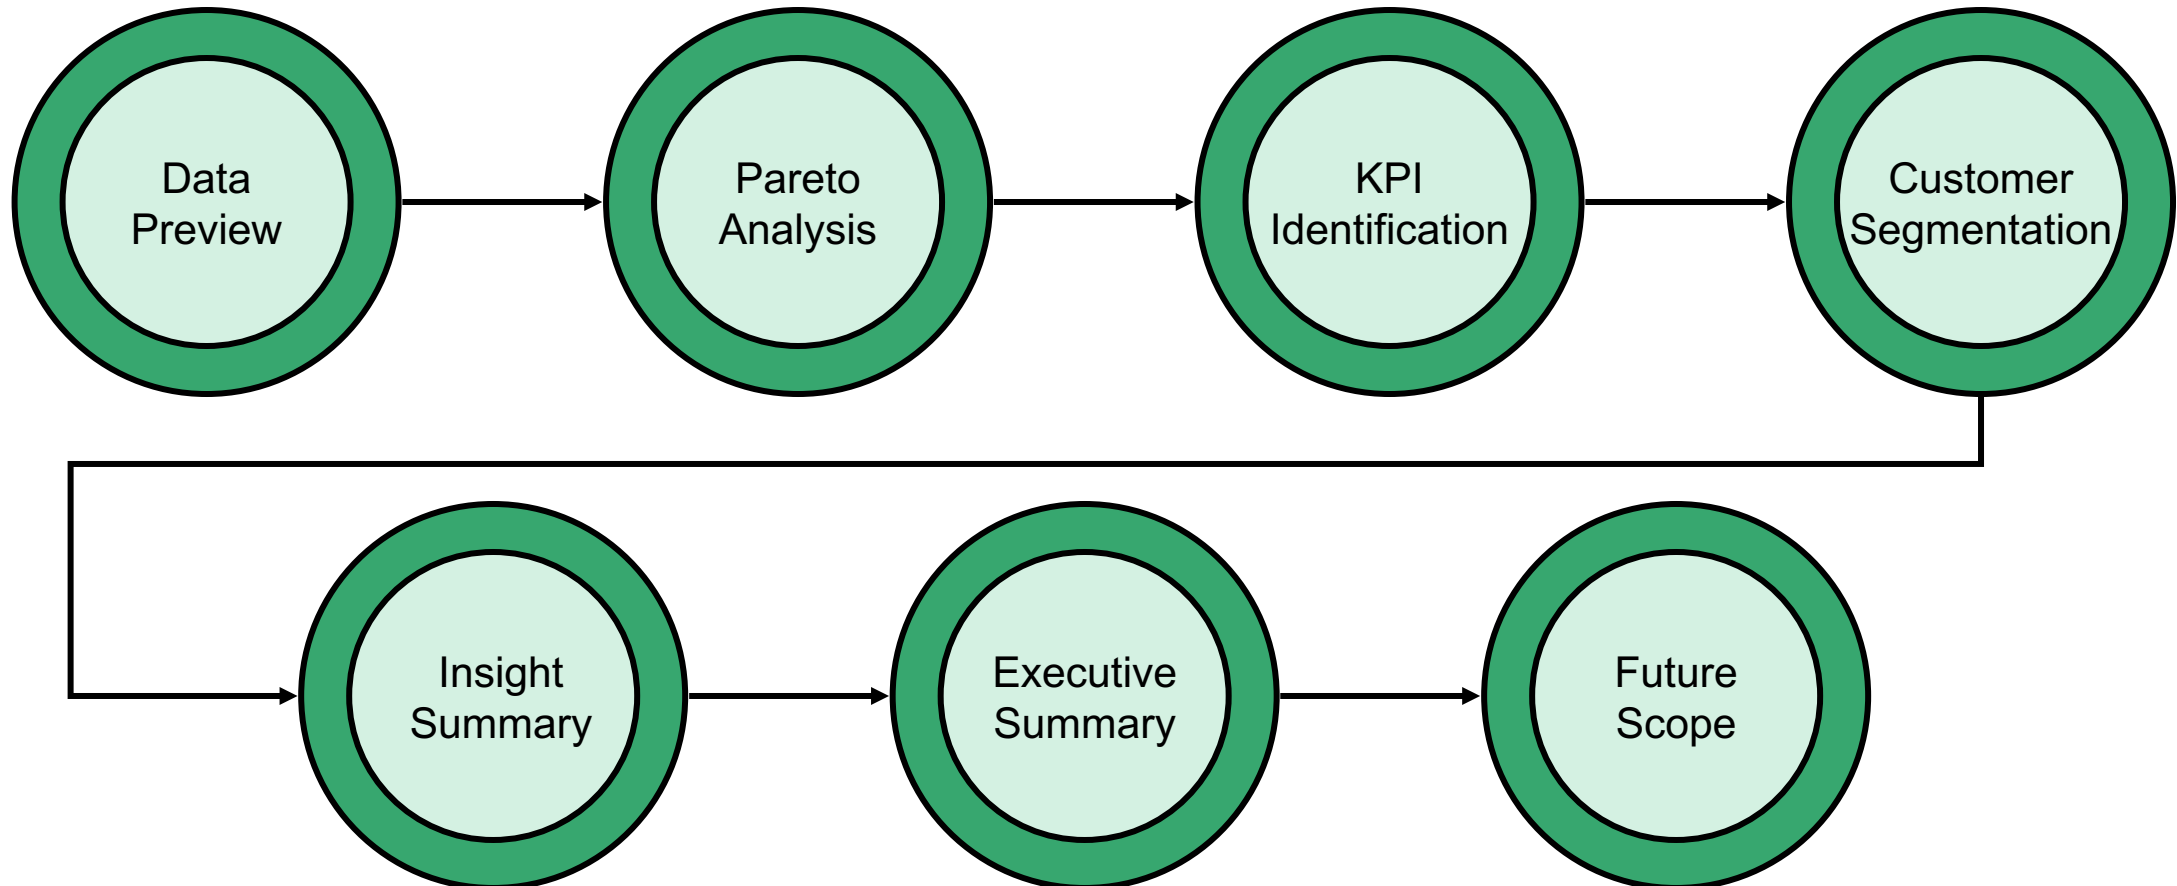 Data
Preview
Pareto
Analysis
KPI
Identification
Customer
Segmentation
Insight
Summary
Executive
Summary
Future
Scope